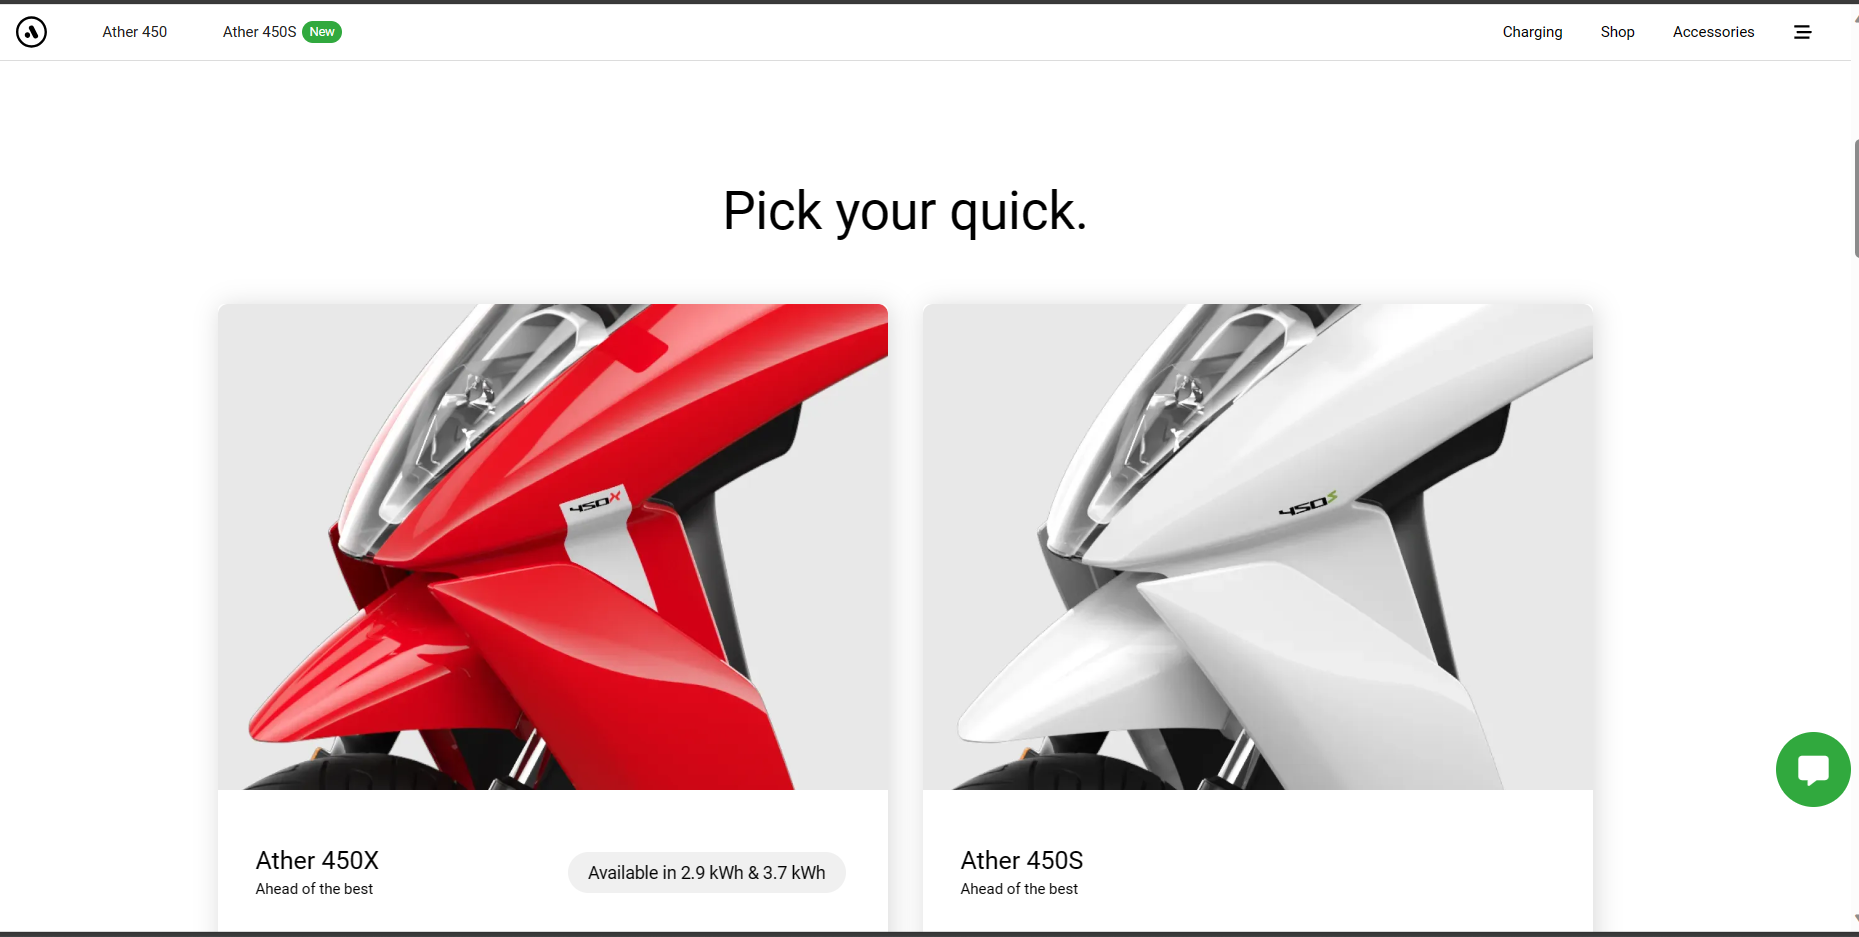 Ather 450
Ather 450S New
Charging
Shop
Accessories
Pick your quick.
450X
450S
Ather 450X
Ahead of the best
Available in 2.9 kWh & 3.7 kWh
Ather 450S
Ahead of the best